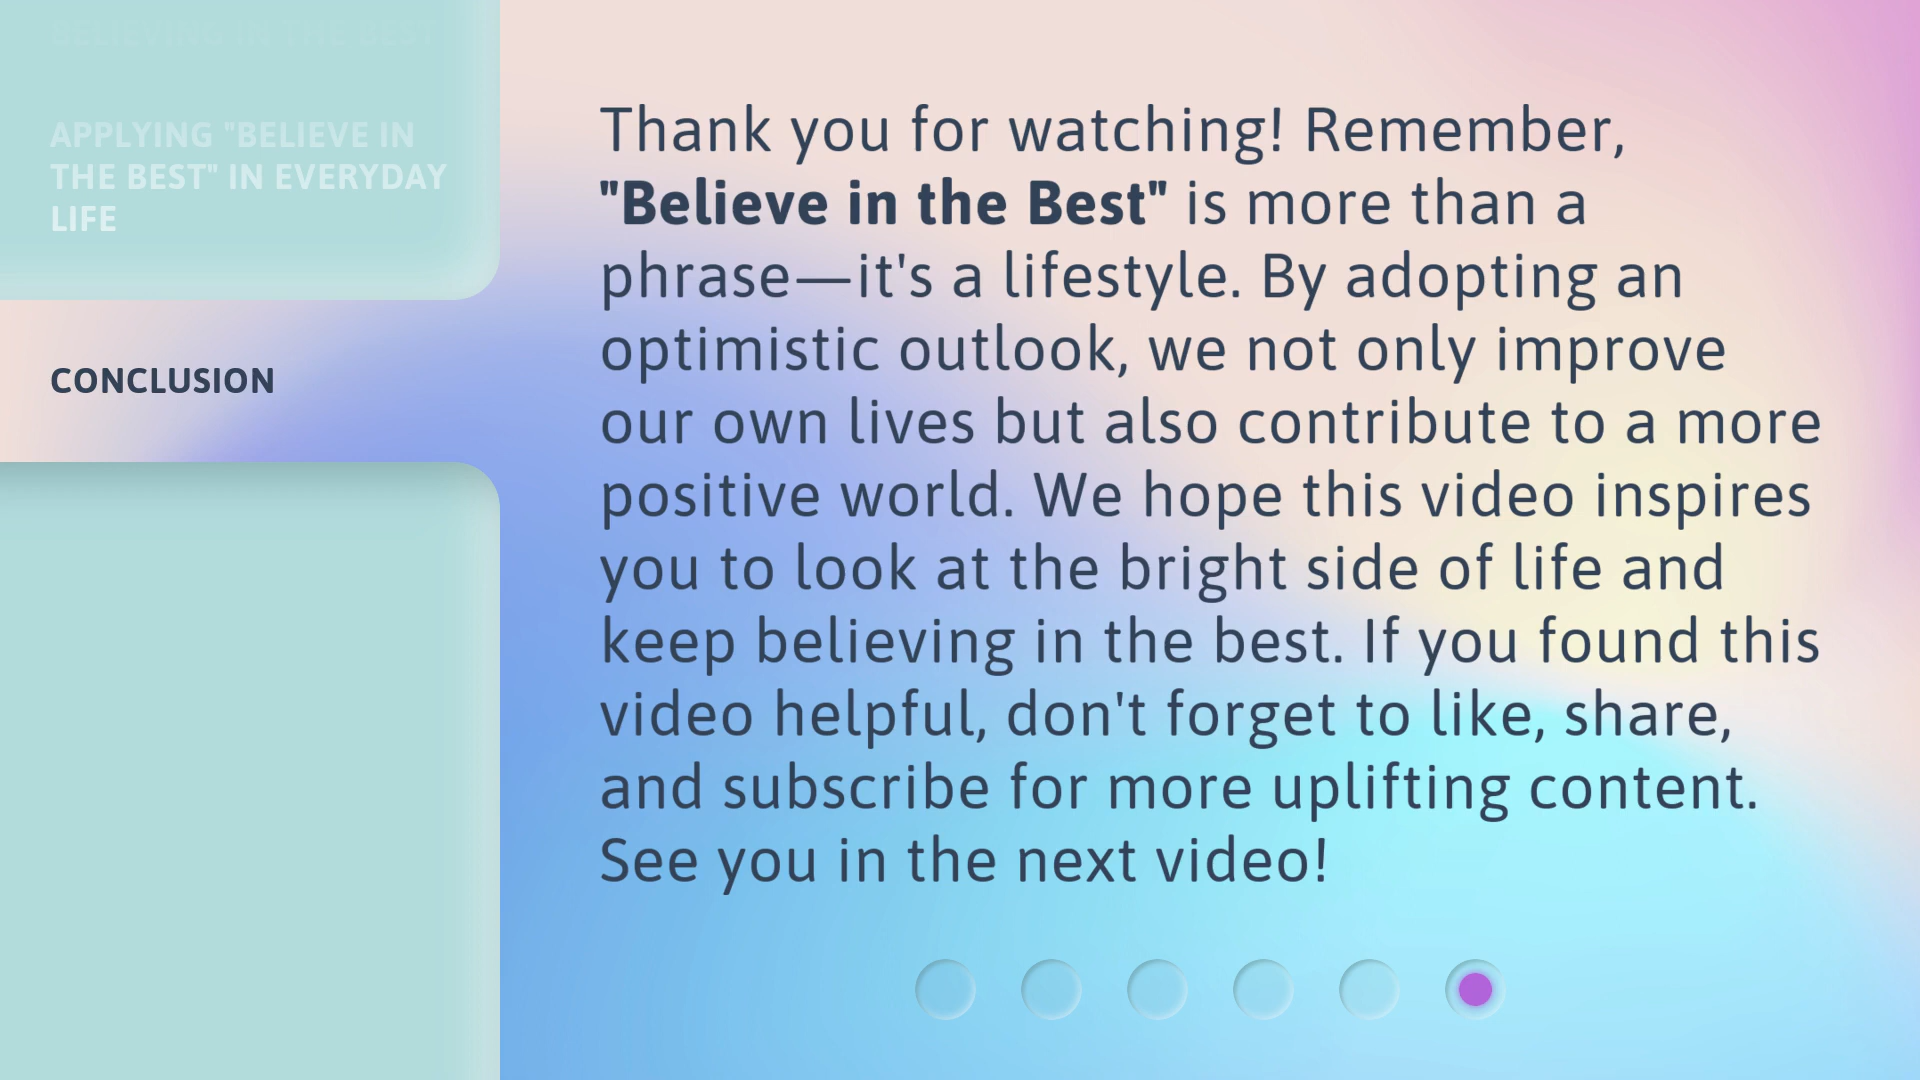 BELIEVING IN THE BEST
APPLYING "BELIEVE IN
THE BEST" IN EVERYDAY
LIFE
CONCLUSION
Thank you for watching! Remember,
"Believe in the Best" is more than a
phrase—it's a lifestyle. By adopting an
optimistic outlook, we not only improve
our own lives but also contribute to a more
positive world. We hope this video inspires
you to look at the bright side of life and
keep believing in the best. If you found this
video helpful, don't forget to like, share,
and subscribe for more uplifting content.
See you in the next video!